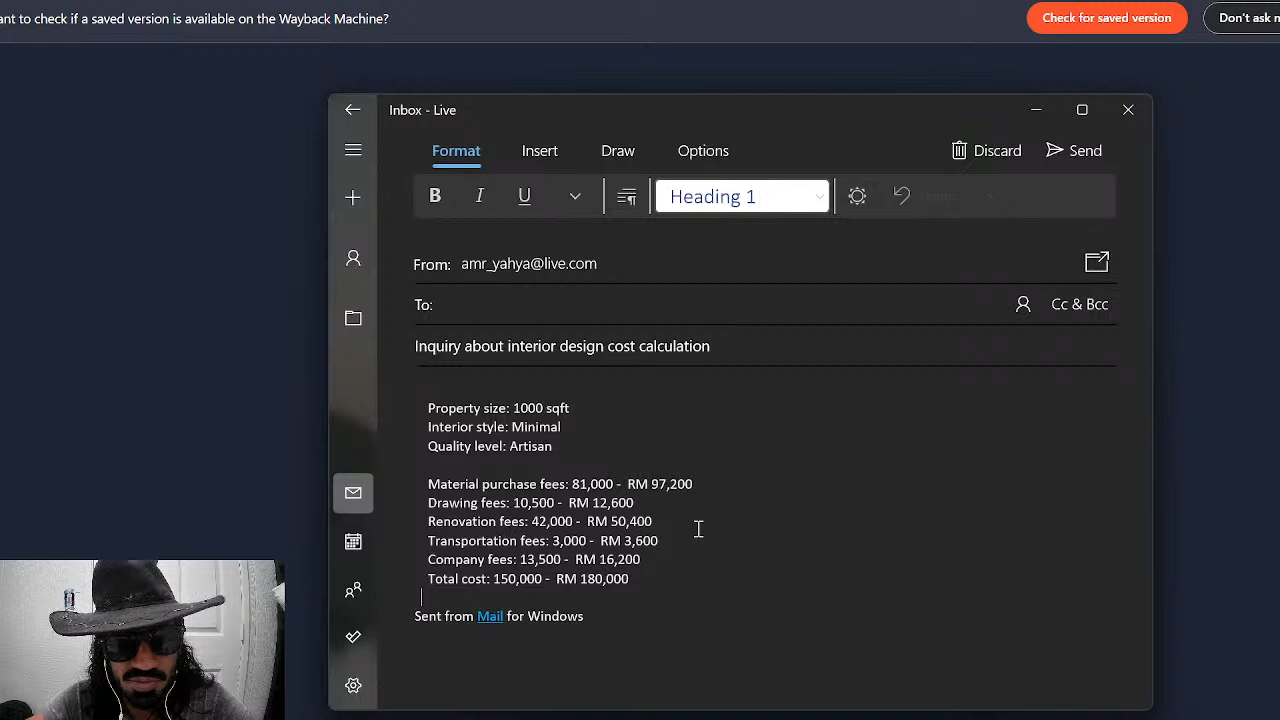 ant to check if a saved version is available on the Wayback Machine?
Check for saved version
Don't ask
Inbox - Live
Format Insert Draw Options Discard Send
B I U Heading 1
From: amr_yahya@live.com
To: Cc & Bcc
Inquiry about interior design cost calculation
Property size: 1000 sqft
Interior style: Minimal
Quality level: Artisan
Material purchase fees: 81,000 - RM 97,200
Drawing fees: 10,500 - RM 12,600
Renovation fees: 42,000 - RM 50,400
Transportation fees: 3,000 - RM 3,600
Company fees: 13,500 - RM 16,200
Total cost: 150,000 - RM 180,000
Sent from Mail for Windows